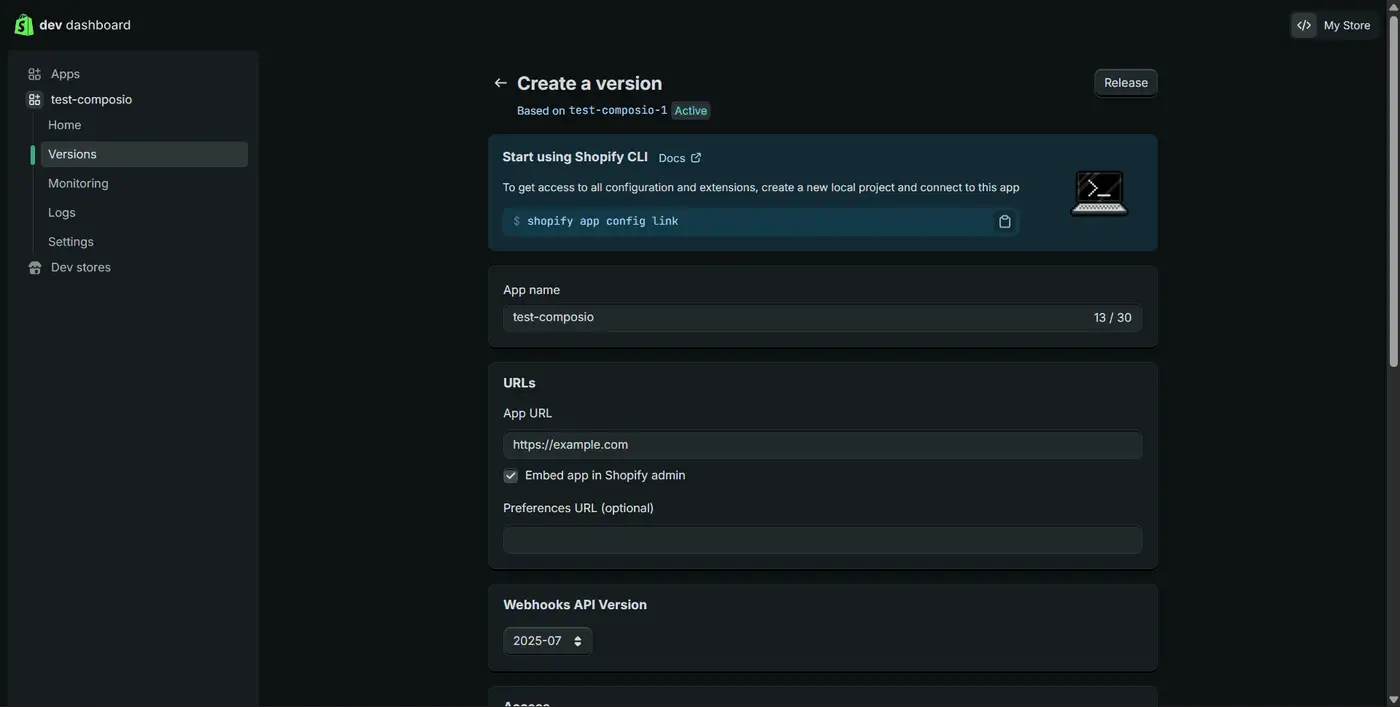 dev dashboard
My Store
Apps
test-composio
Home
Versions
Monitoring
Logs
Settings
Dev stores
Create a version
Release
Based on test-composio-1 Active
Start using Shopify CLI Docs
To get access to all configuration and extensions, create a new local project and connect to this app
$ shopify app config link
App name
test-composio 13 / 30
URLs
App URL
https://example.com
Embed app in Shopify admin
Preferences URL (optional)
Webhooks API Version
2025-07
Access